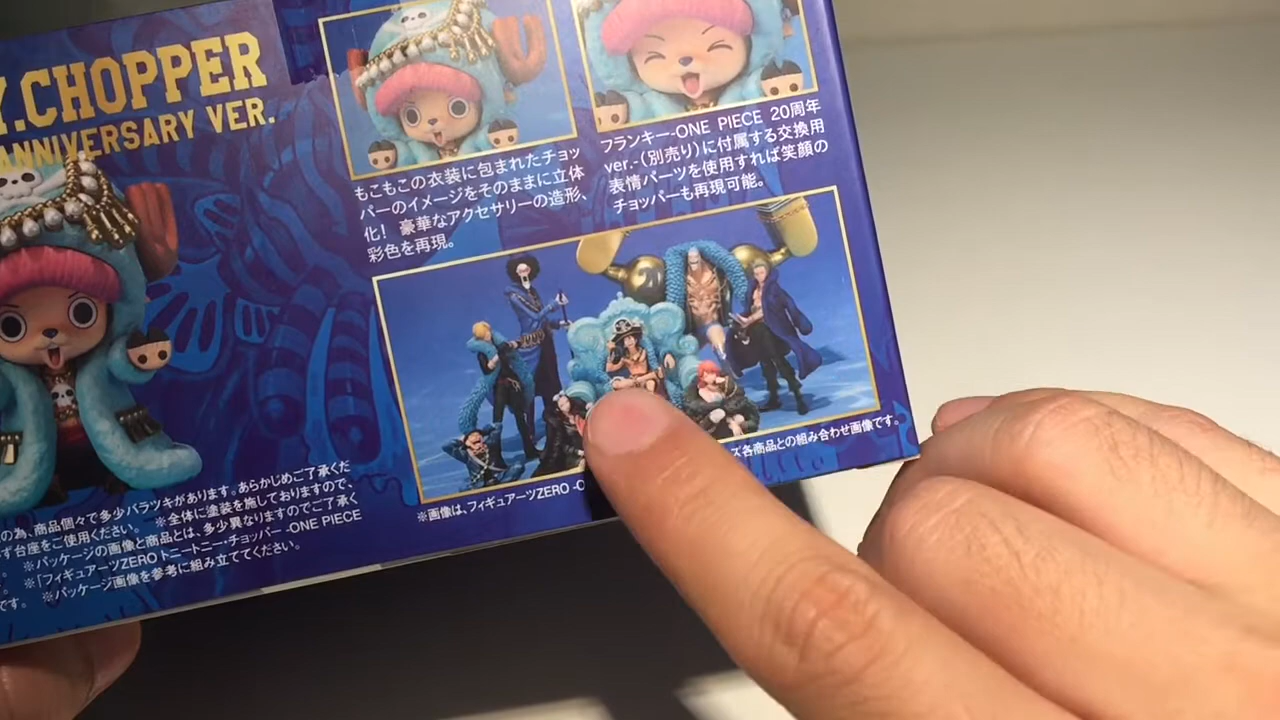 Y.CHOPPER
ANNIVERSARY VER.
もこもこの衣装に包まれたチョッ
パーのイメージをそのままに立体
化! 豪華なアクセサリーの造形、
彩色を再現。
フランキー-ONE PIECE 20周年
ver.-(別売り)に付属する交換用
表情パーツを使用すれば笑顔の
チョッパーも再現可能。
※画像は、フィギュアーツZERO -O
ズ各商品との組み合わせ画像です。
の為、商品個々で多少バラツキがあります。あらかじめご了承くだ
ず台座をご使用ください。 ※全体に塗装を施しておりますので、
※パッケージの画像と商品とは、多少異なりますのでご了承く
※「フィギュアーツZERO トニートニー・チョッパー -ONE PIECE
です。 ※パッケージ画像を参考に組み立ててください。